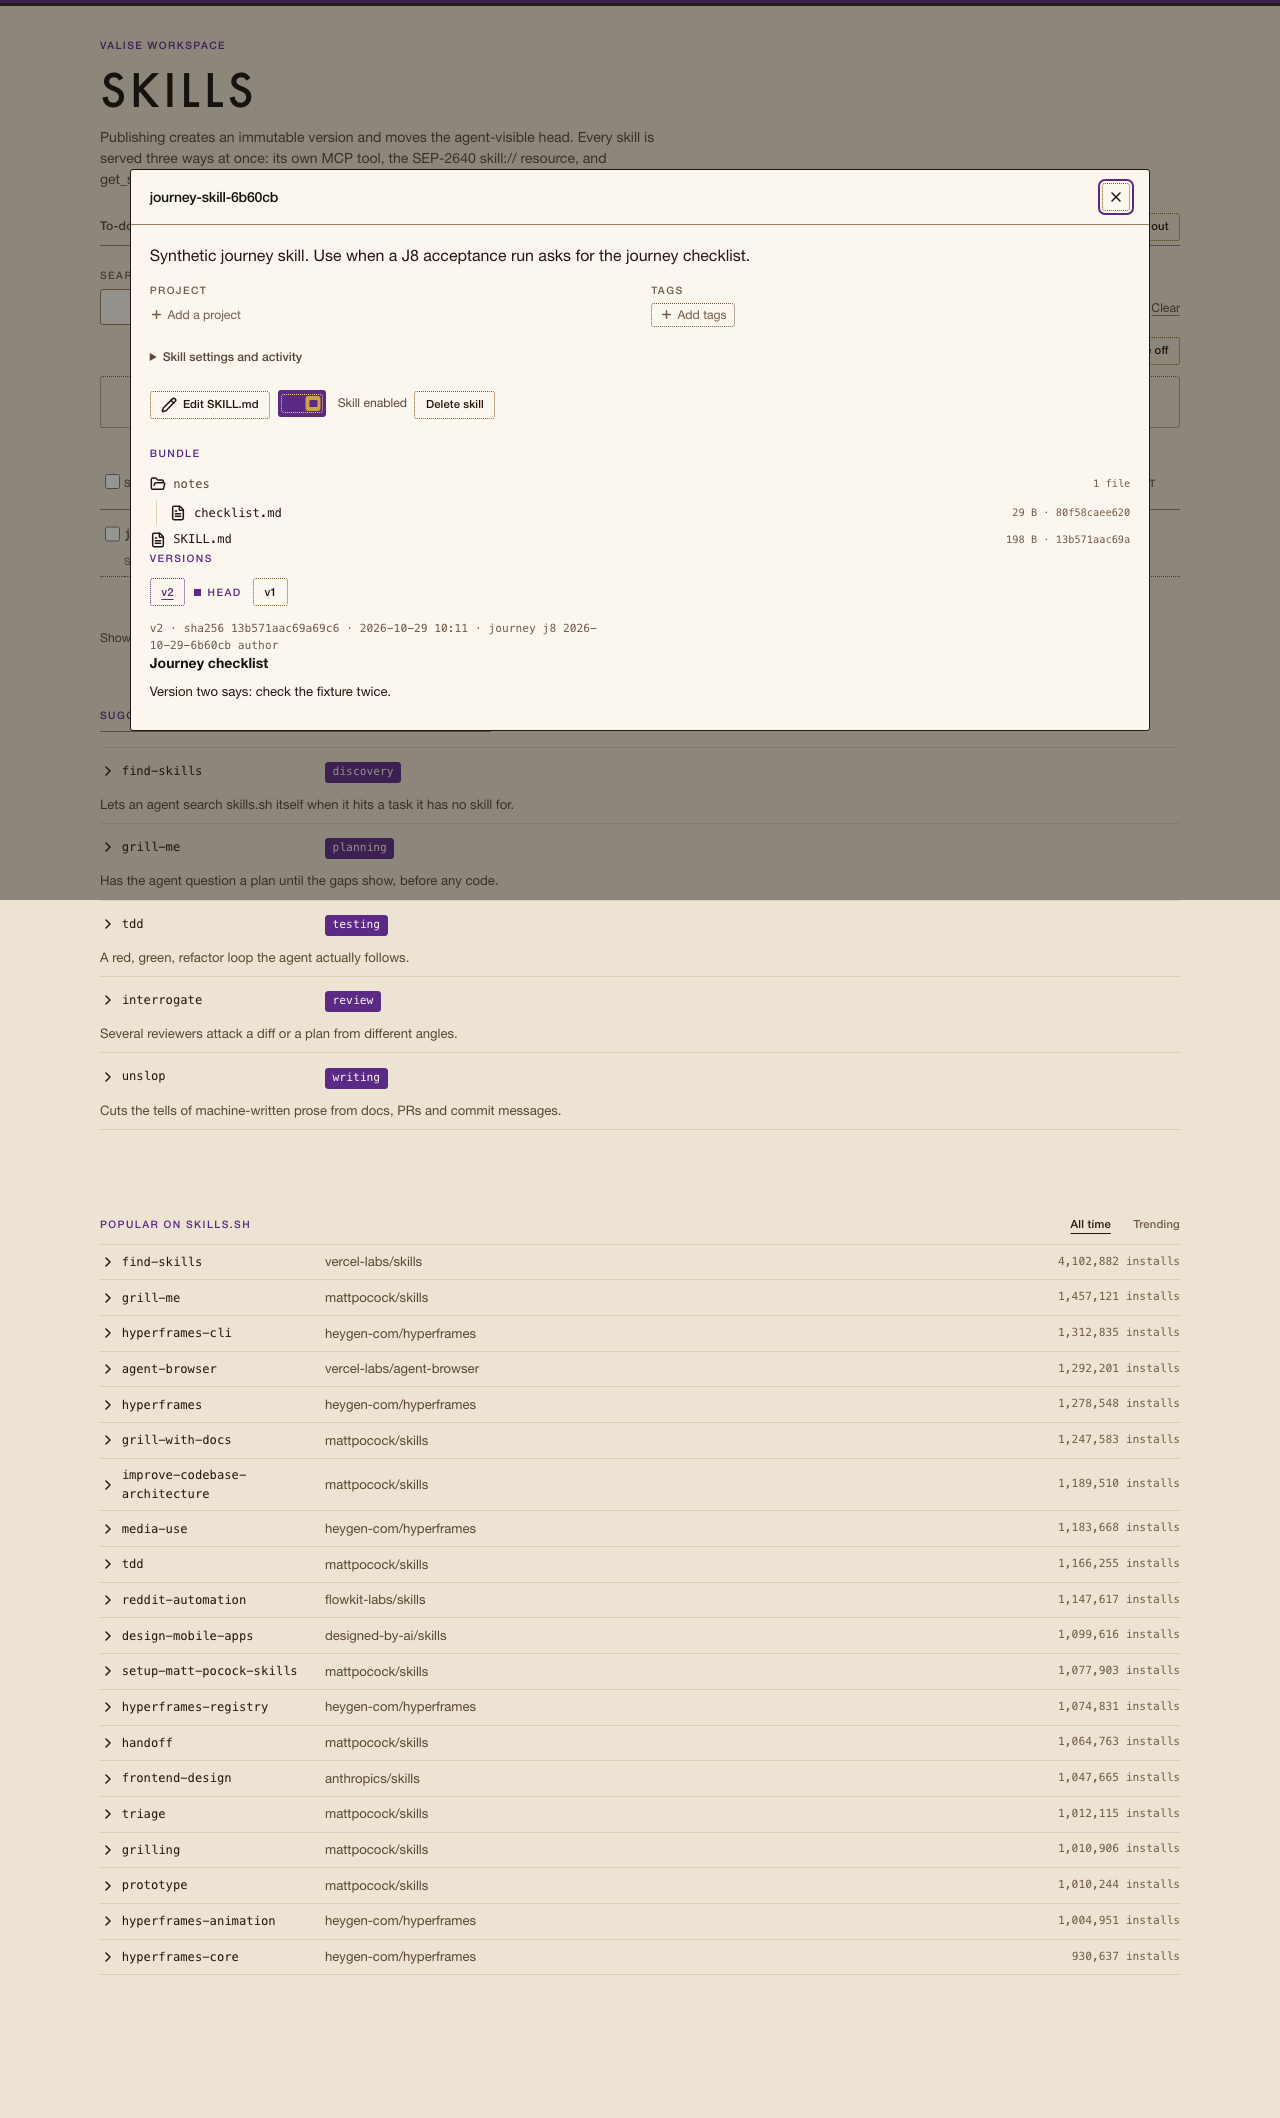 VALISE WORKSPACE
SKILLS
Publishing creates an immutable version and moves the agent-visible head. Every skill is
served three ways at once: its own MCP tool, the SEP-2640 skill:// resource, and
journey-skill-6b60cb
out
Synthetic journey skill. Use when a J8 acceptance run asks for the journey checklist.
PROJECT
TAGS
Add a project
Add tags
Clear
Skill settings and activity
off
Edit SKILL.md
Skill enabled
Delete skill
BUNDLE
notes
1 file
checklist.md
29 B · 80f58caee620
SKILL.md
198 B · 13b571aac69a
VERSIONS
v2
HEAD
v1
v2 · sha256 13b571aac69a69c6 · 2026-10-29 10:11 · journey j8 2026-
10-29-6b60cb author
Show
Journey checklist
Version two says: check the fixture twice.
find-skills
discovery
Lets an agent search skills.sh itself when it hits a task it has no skill for.
grill-me
planning
Has the agent question a plan until the gaps show, before any code.
tdd
testing
A red, green, refactor loop the agent actually follows.
interrogate
review
Several reviewers attack a diff or a plan from different angles.
unslop
writing
Cuts the tells of machine-written prose from docs, PRs and commit messages.
POPULAR ON SKILLS.SH
All time
Trending
find-skills vercel-labs/skills 4,102,882 installs
grill-me mattpocock/skills 1,457,121 installs
hyperframes-cli heygen-com/hyperframes 1,312,835 installs
agent-browser vercel-labs/agent-browser 1,292,201 installs
hyperframes heygen-com/hyperframes 1,278,548 installs
grill-with-docs mattpocock/skills 1,247,583 installs
improve-codebase-
architecture mattpocock/skills 1,189,510 installs
media-use heygen-com/hyperframes 1,183,668 installs
tdd mattpocock/skills 1,166,255 installs
reddit-automation flowkit-labs/skills 1,147,617 installs
design-mobile-apps designed-by-ai/skills 1,099,616 installs
setup-matt-pocock-skills mattpocock/skills 1,077,903 installs
hyperframes-registry heygen-com/hyperframes 1,074,831 installs
handoff mattpocock/skills 1,064,763 installs
frontend-design anthropics/skills 1,047,665 installs
triage mattpocock/skills 1,012,115 installs
grilling mattpocock/skills 1,010,906 installs
prototype mattpocock/skills 1,010,244 installs
hyperframes-animation heygen-com/hyperframes 1,004,951 installs
hyperframes-core heygen-com/hyperframes 930,637 installs